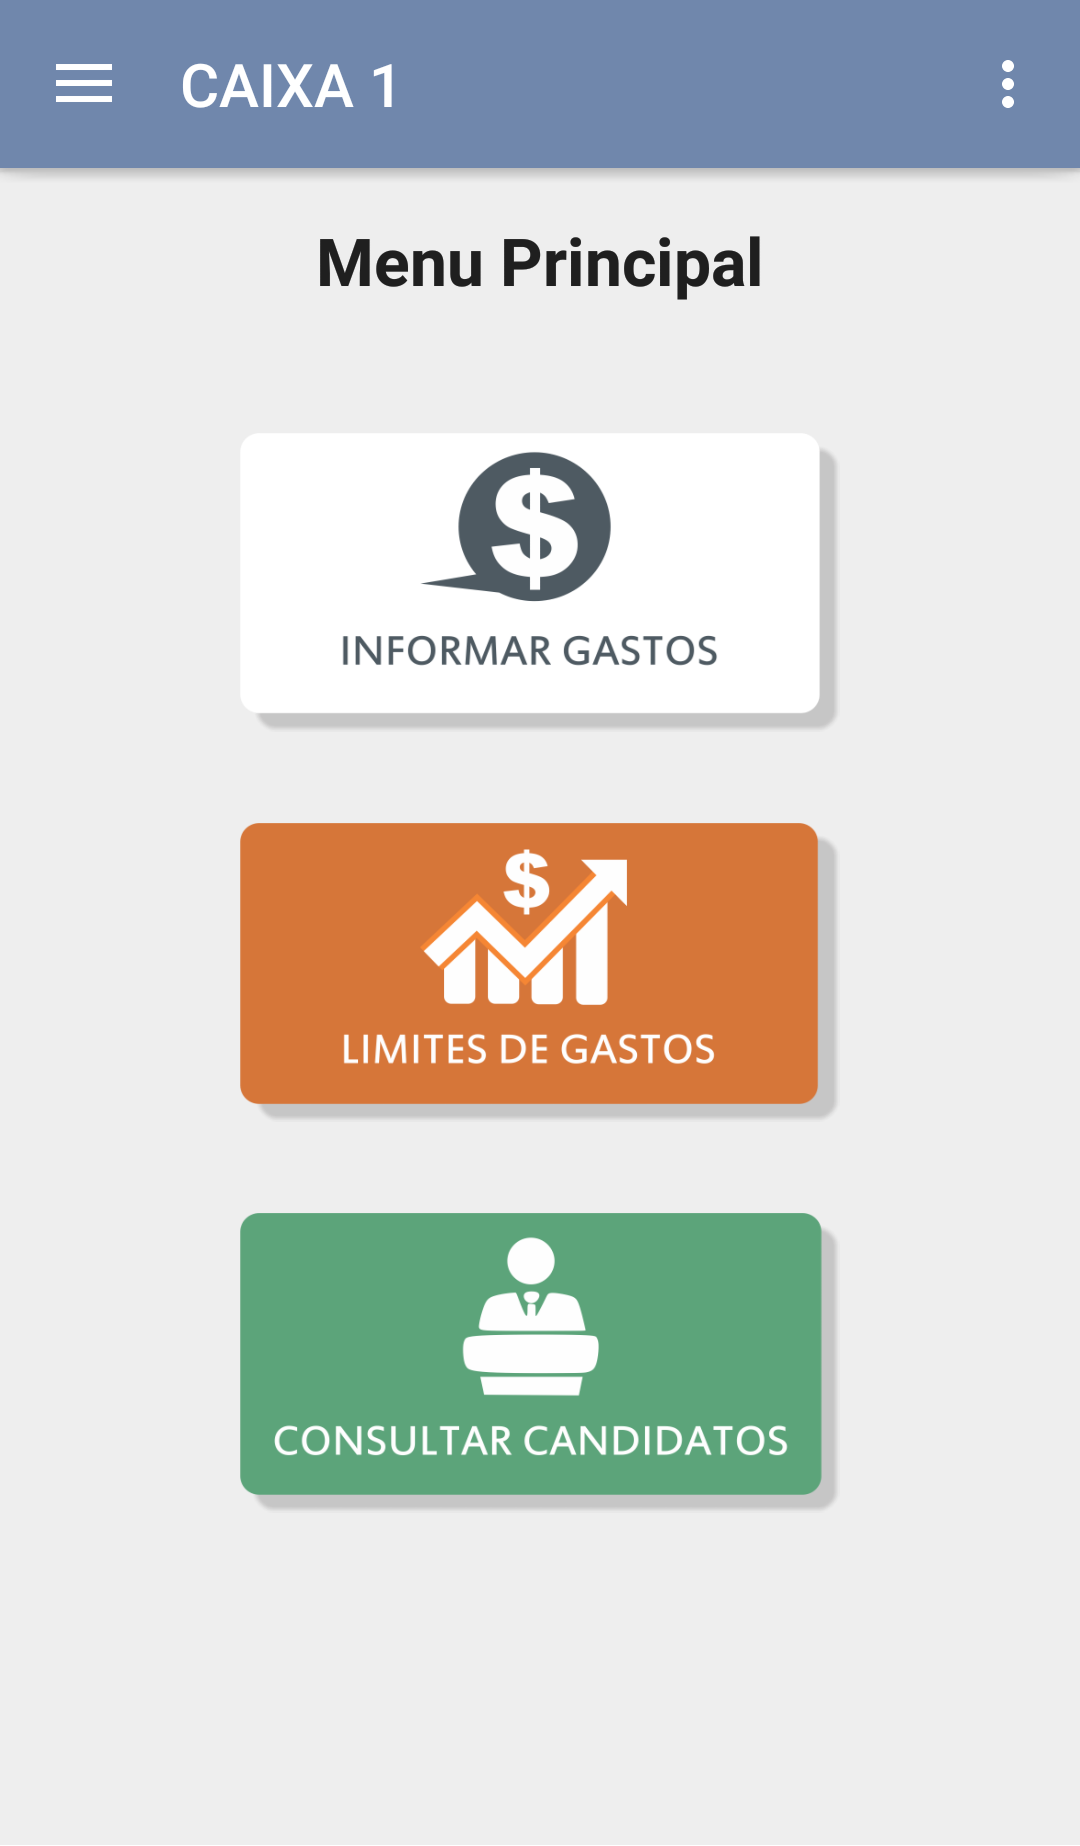 CAIXA 1
Menu Principal
$
INFORMAR GASTOS
$
LIMITES DE GASTOS
CONSULTAR CANDIDATOS